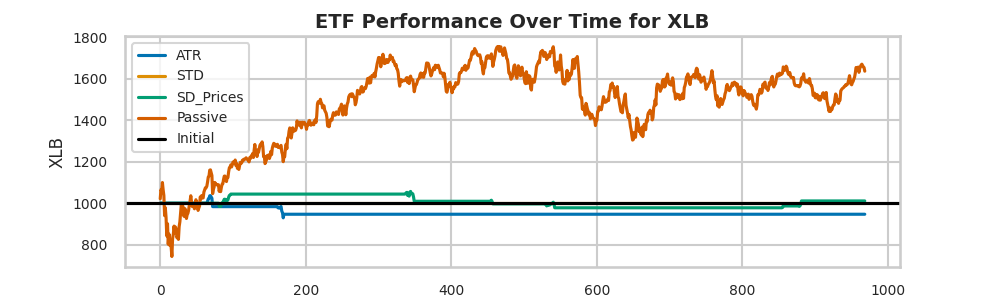 ETF Performance Over Time for XLB
1800
1600
1400
1200
1000
800
XLB
ATR
STD
SD_Prices
Passive
Initial
0
200
400
600
800
1000